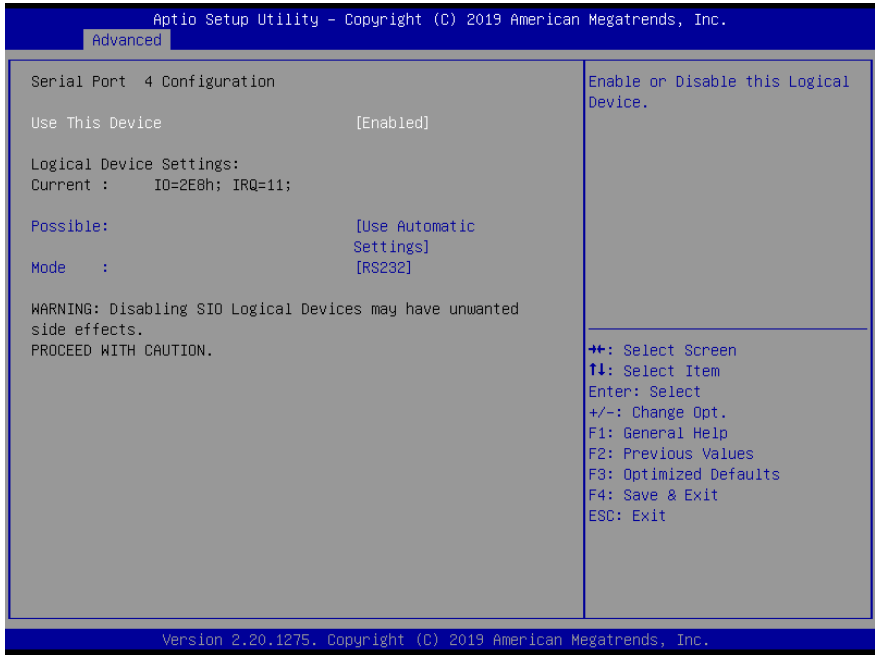 Aptio Setup Utility – Copyright (C) 2019 American Megatrends, Inc.
Advanced
Serial Port  4 Configuration
Use This Device [Enabled]
Logical Device Settings:
Current :  IO=2E8h; IRQ=11;
Possible: [Use Automatic
Settings]
Mode : [RS232]
WARNING: Disabling SIO Logical Devices may have unwanted
side effects.
PROCEED WITH CAUTION.
Enable or Disable this Logical
Device.
→←: Select Screen
↑↓: Select Item
Enter: Select
+/-: Change Opt.
F1: General Help
F2: Previous Values
F3: Optimized Defaults
F4: Save & Exit
ESC: Exit
Version 2.20.1275. Copyright (C) 2019 American Megatrends, Inc.